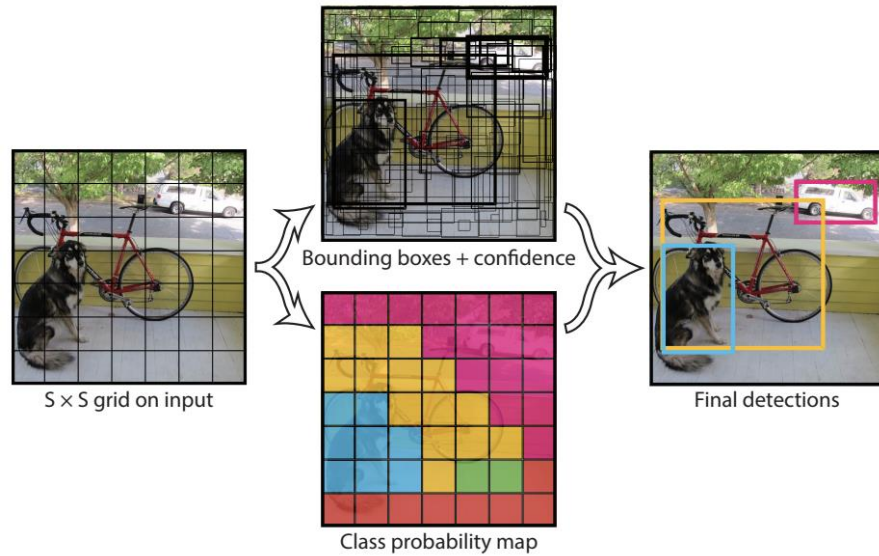 Bounding boxes + confidence
S × S grid on input
Final detections
Class probability map